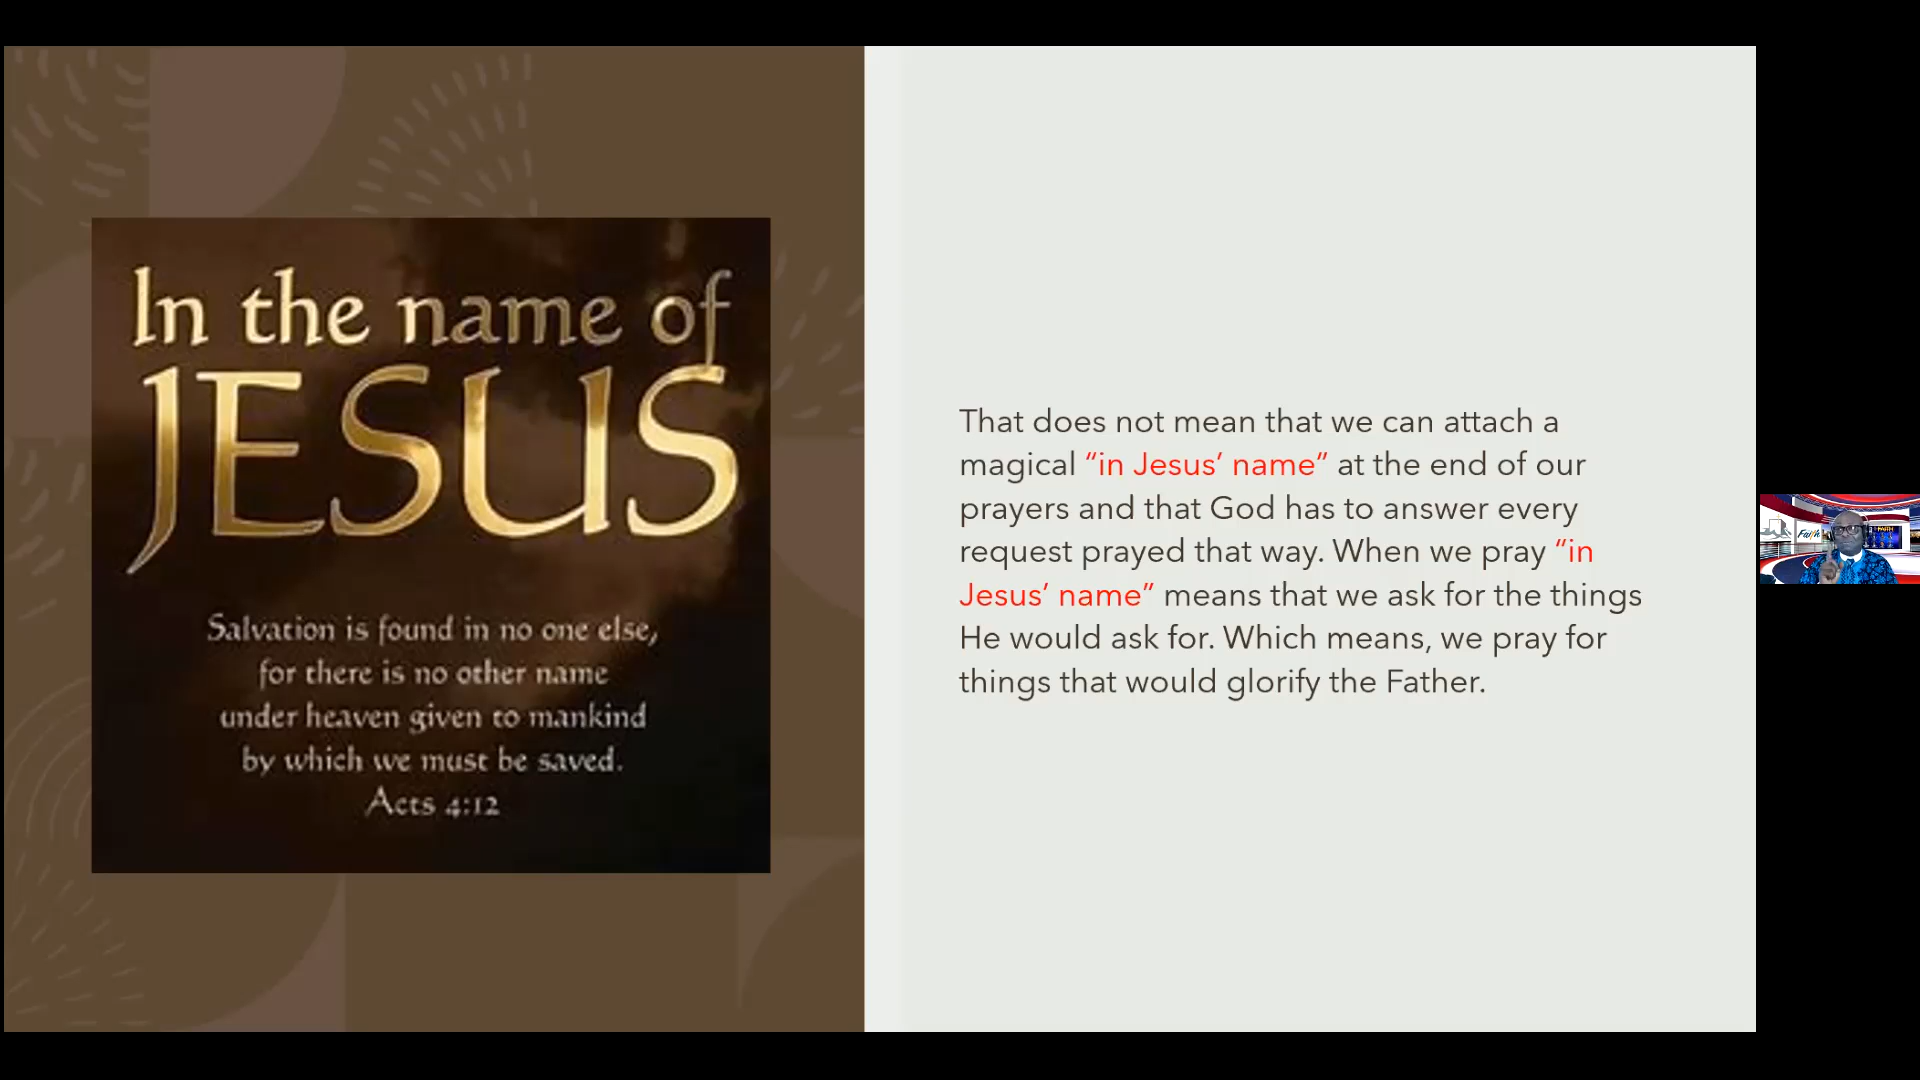 In the name of
JESUS
Salvation is found in no one else,
for there is no other name
under heaven given to mankind
by which we must be saved.
Acts 4:12
That does not mean that we can attach a
magical “in Jesus’ name” at the end of our
prayers and that God has to answer every
request prayed that way. When we pray “in
Jesus’ name” means that we ask for the things
He would ask for. Which means, we pray for
things that would glorify the Father.
Faith
FAITH